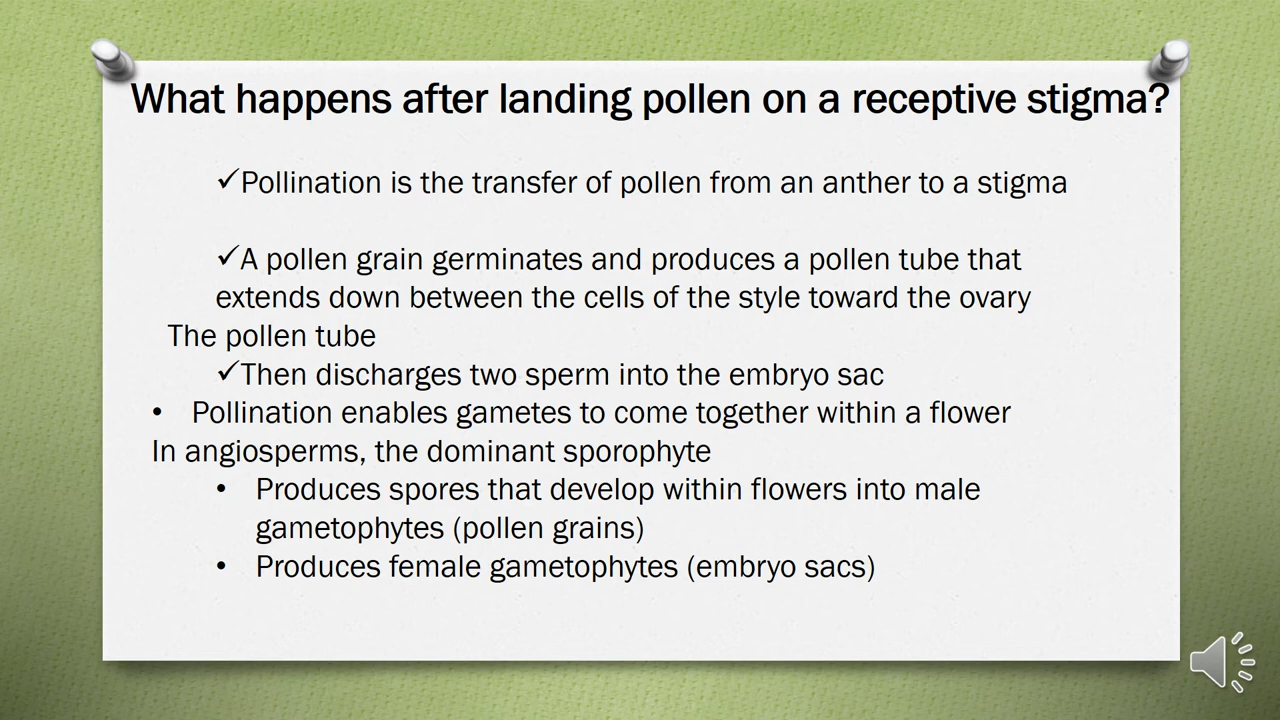 What happens after landing pollen on a receptive stigma?
✓Pollination is the transfer of pollen from an anther to a stigma
✓A pollen grain germinates and produces a pollen tube that
extends down between the cells of the style toward the ovary
The pollen tube
✓Then discharges two sperm into the embryo sac
• Pollination enables gametes to come together within a flower
In angiosperms, the dominant sporophyte
• Produces spores that develop within flowers into male
gametophytes (pollen grains)
• Produces female gametophytes (embryo sacs)